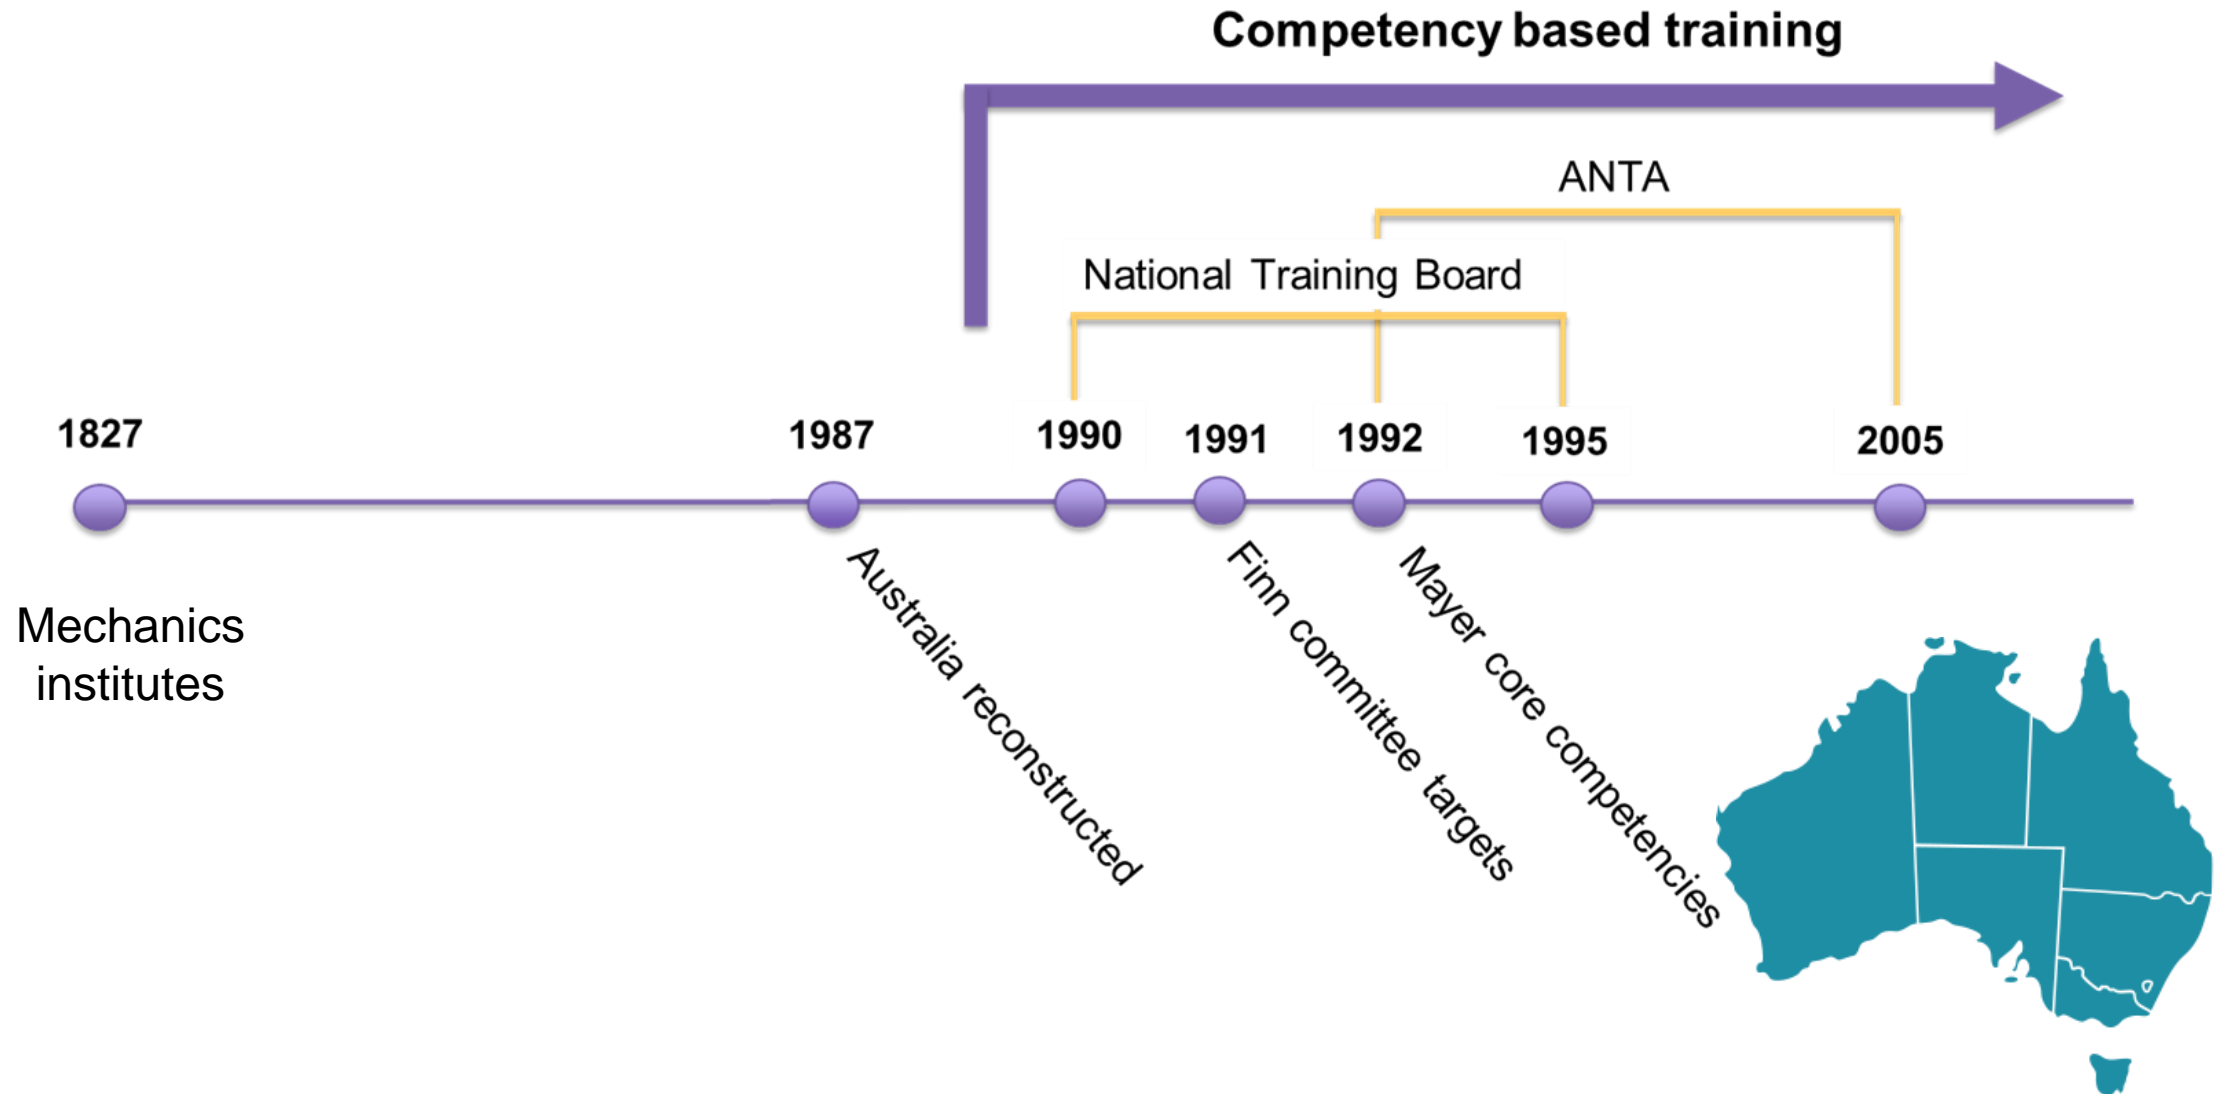 Competency based training
ANTA
National Training Board
1827
1987
1990
1991
1992
1995
2005
Mechanics
institutes
Australia reconstructed
Finn committee targets
Mayer core competencies